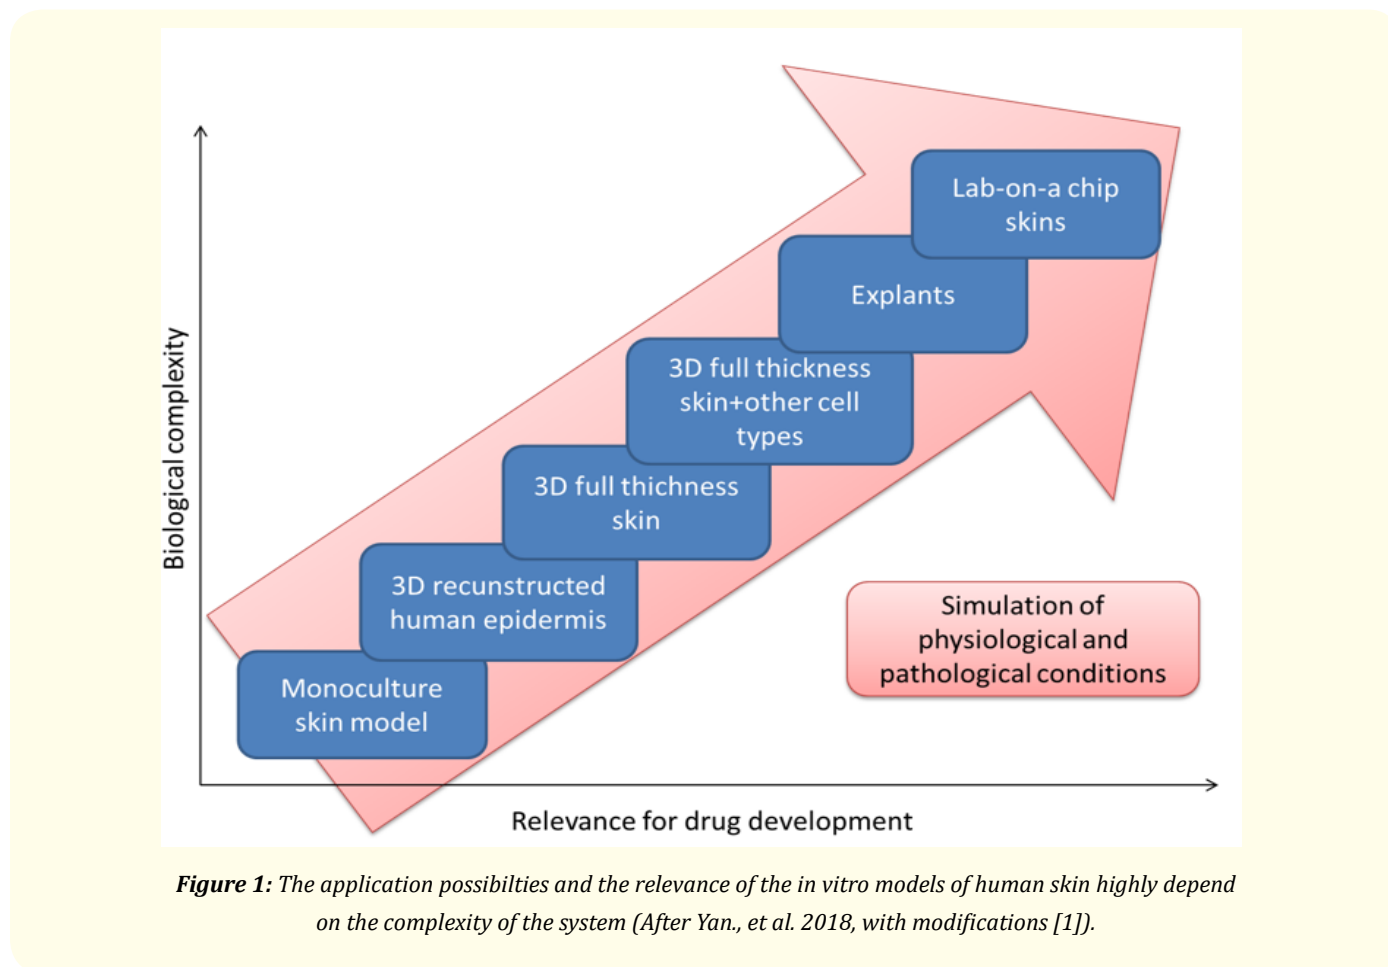 Lab-on-a chip
skins
Explants
3D full thickness
skin+other cell
types
3D full thichness
skin
3D recunstructed
human epidermis
Monoculture
skin model
Biological complexity
Simulation of
physiological and
pathological conditions
Relevance for drug development
Figure 1: The application possibilties and the relevance of the in vitro models of human skin highly depend
on the complexity of the system (After Yan., et al. 2018, with modifications [1]).